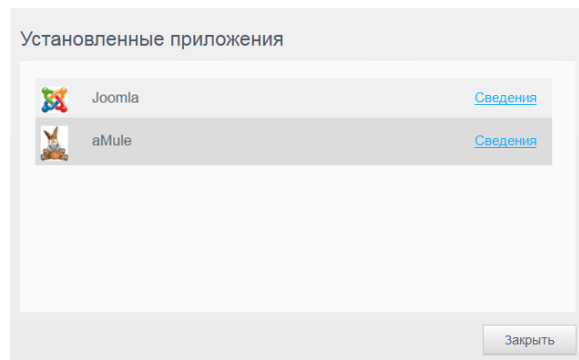 Установленные приложения
Joomla Сведения
aMule Сведения
Закрыть